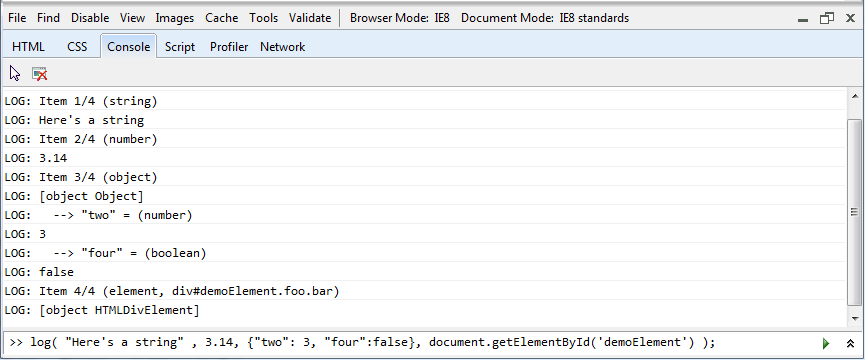 File Find Disable View Images Cache Tools Validate Browser Mode: IE8 Document Mode: IE8 standards
HTML CSS Console Script Profiler Network
LOG: Item 1/4 (string)
LOG: Here's a string
LOG: Item 2/4 (number)
LOG: 3.14
LOG: Item 3/4 (object)
LOG: [object Object]
LOG:   --> "two" = (number)
LOG: 3
LOG:   --> "four" = (boolean)
LOG: false
LOG: Item 4/4 (element, div#demoElement.foo.bar)
LOG: [object HTMLDivElement]
>> log( "Here's a string" , 3.14, {"two": 3, "four":false}, document.getElementById('demoElement') );